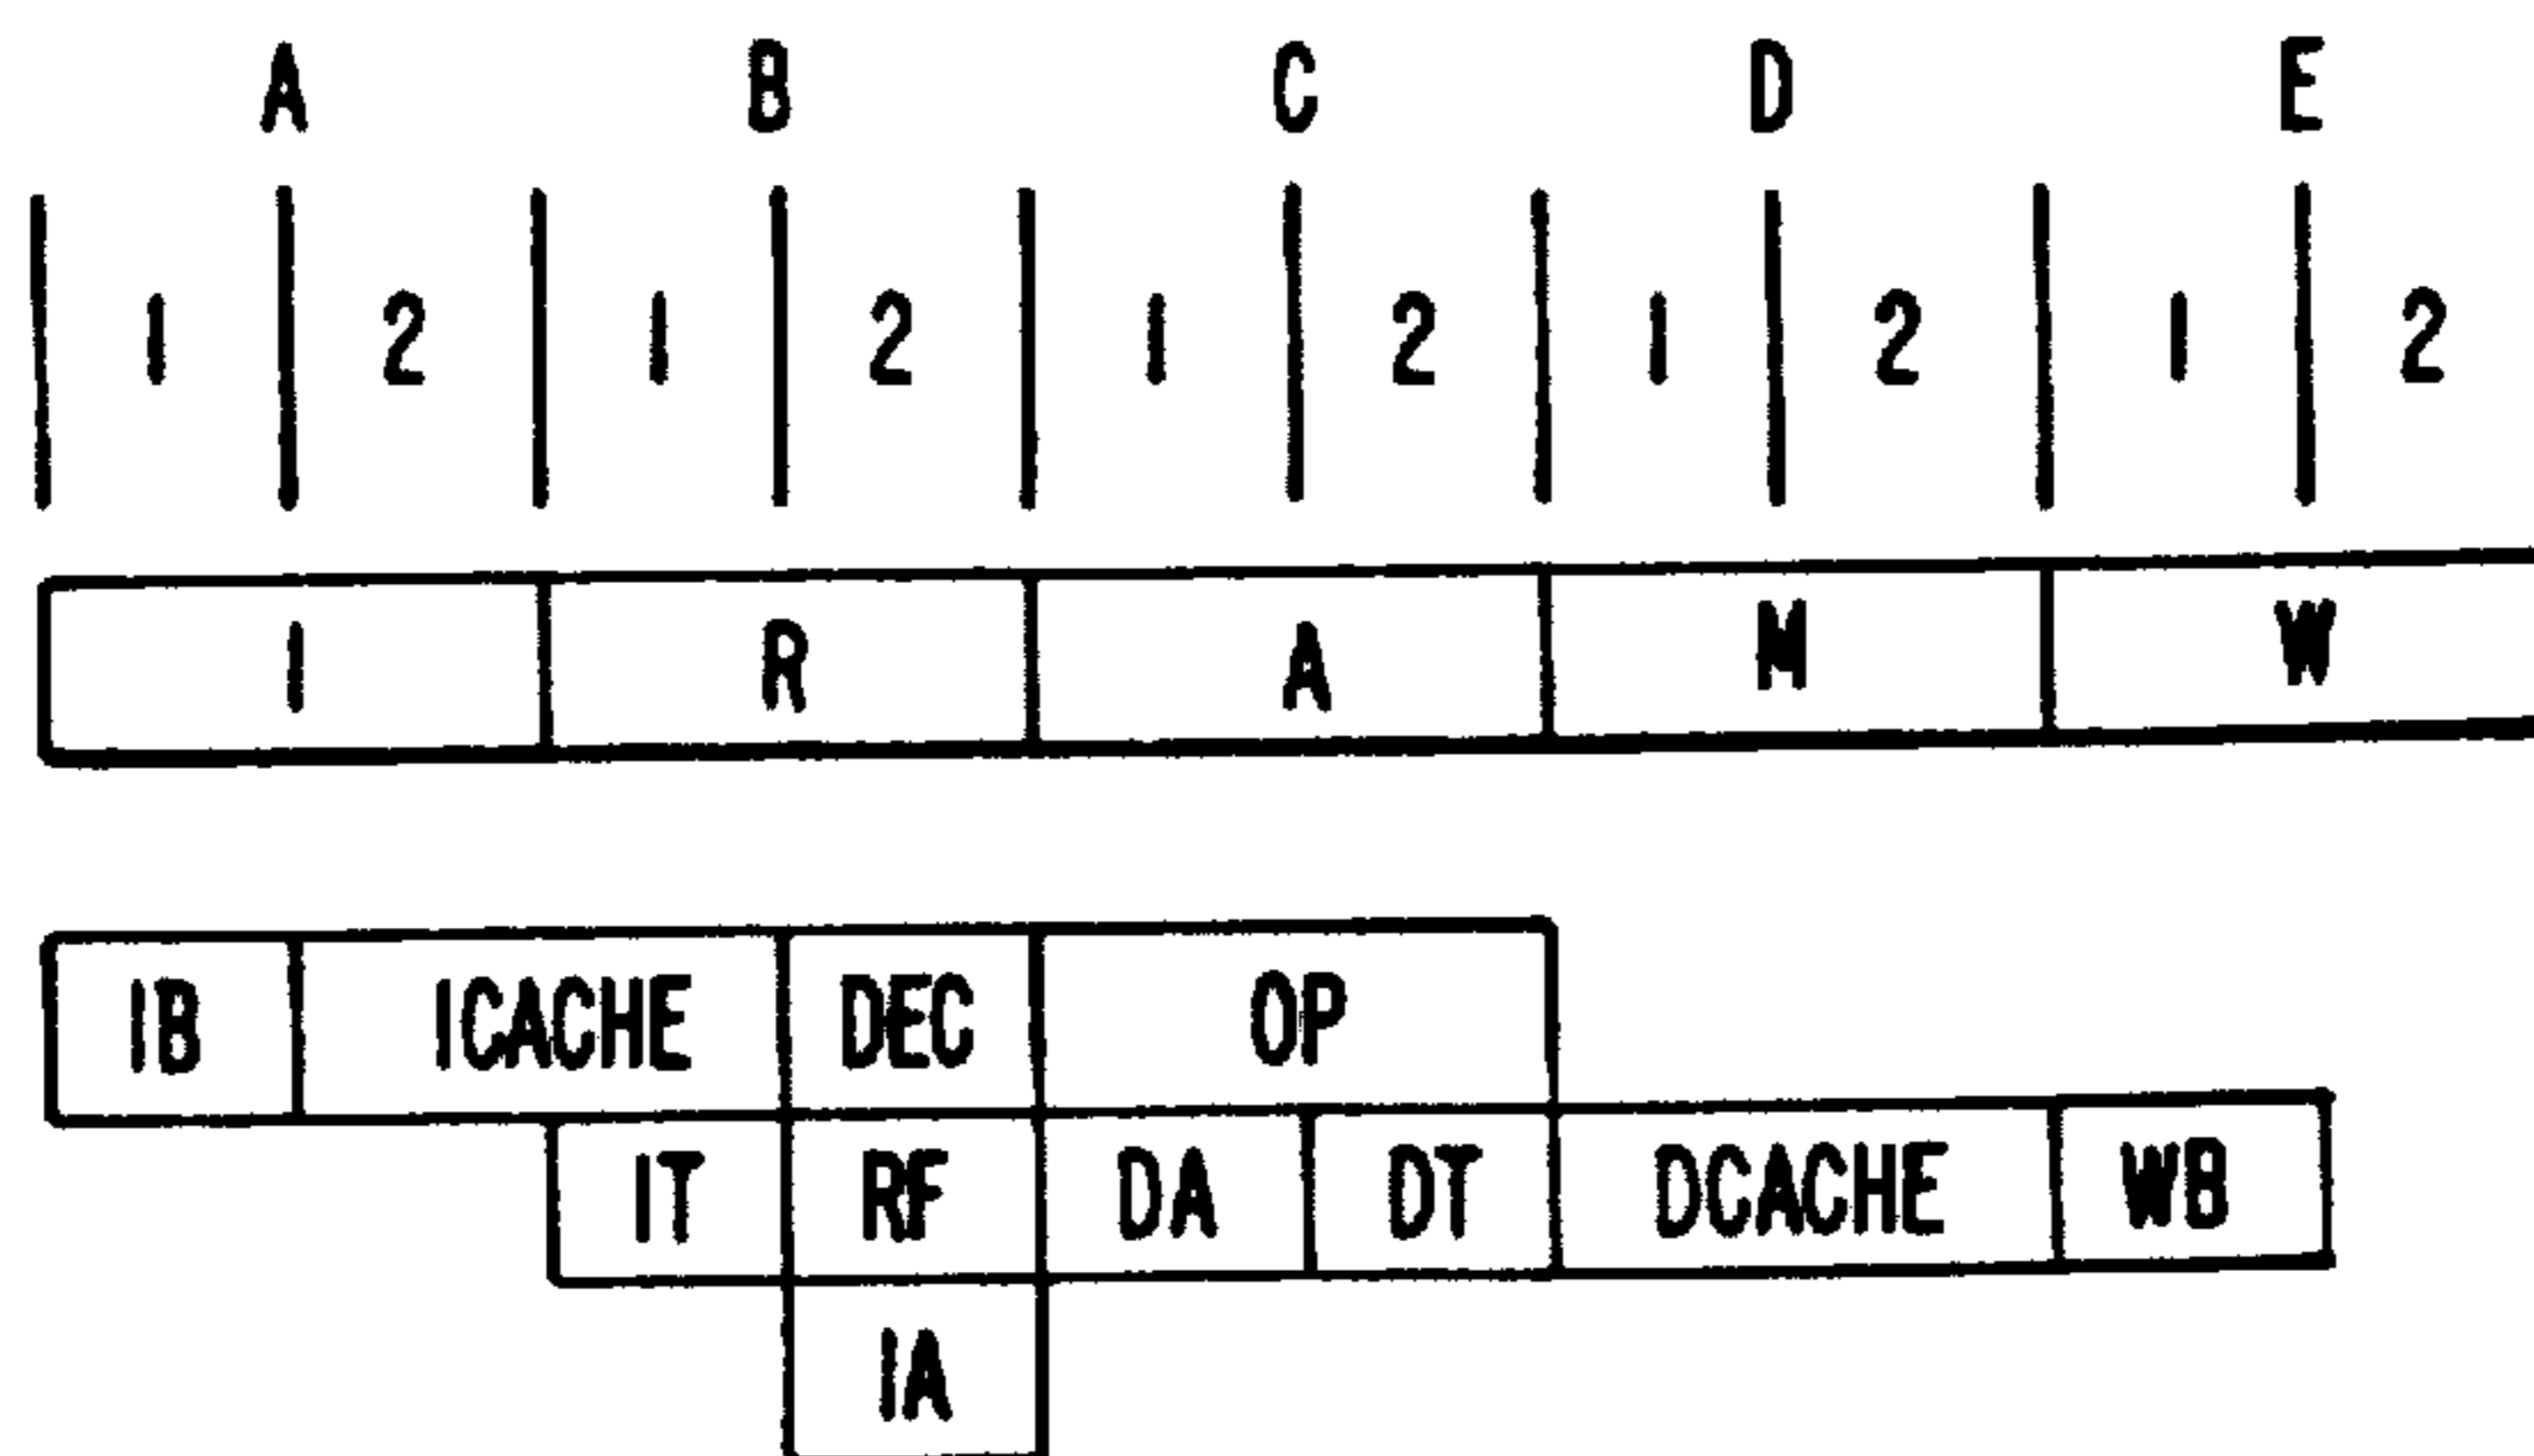 A B C D E
1 2 1 2 1 2 1 2 1 2
I R A M W
IB ICACHE DEC OP
IT RF DA DT DCACHE WB
IA